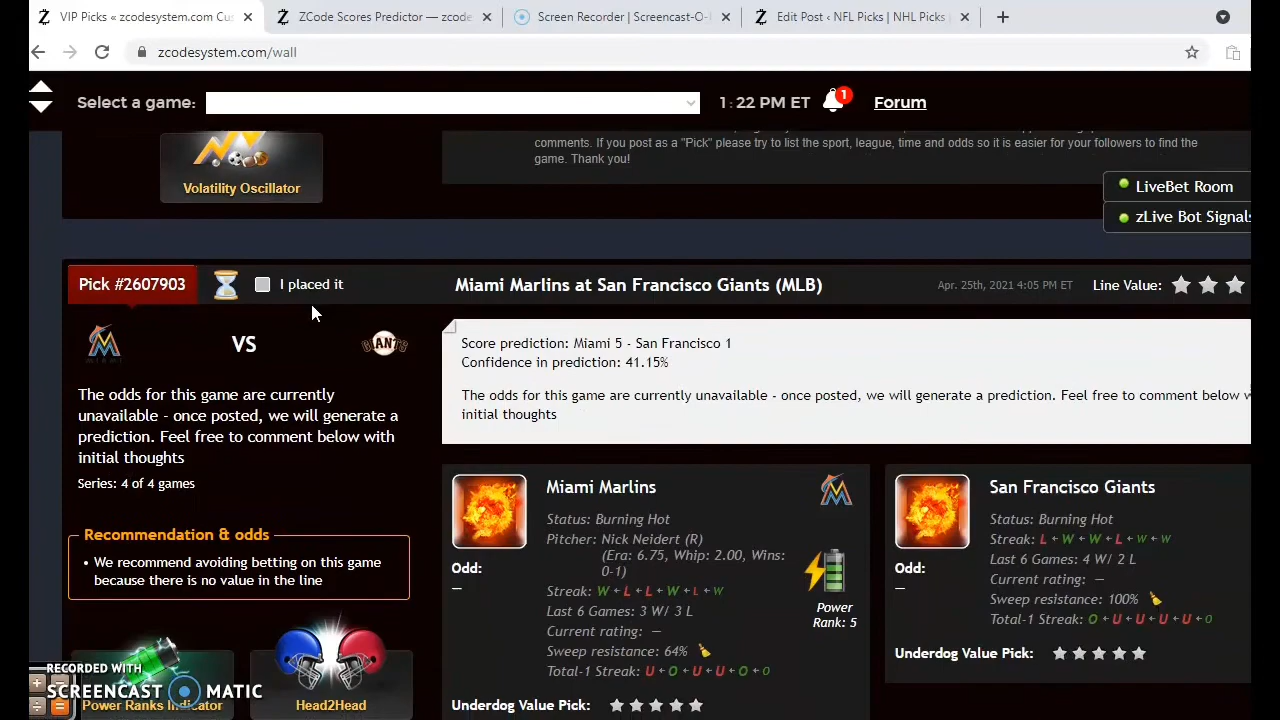 VIP Picks « zcodesystem.com Cus
ZCode Scores Predictor — zcode
Screen Recorder | Screencast-O-
Edit Post ‹ NFL Picks | NHL Picks
zcodesystem.com/wall
Select a game:
1:22 PM ET
1
Forum
comments. If you post as a "Pick" please try to list the sport, league, time and odds so it is easier for your followers to find the
game. Thank you!
Volatility Oscillator
LiveBet Room
zLive Bot Signals
Pick #2607903
I placed it
Miami Marlins at San Francisco Giants (MLB)
Apr. 25th, 2021 4:05 PM ET
Line Value:
MIAMI
VS
GIANTS
Score prediction: Miami 5 - San Francisco 1
Confidence in prediction: 41.15%
The odds for this game are currently unavailable - once posted, we will generate a prediction. Feel free to comment below w
initial thoughts
The odds for this game are currently
unavailable - once posted, we will generate a
prediction. Feel free to comment below with
initial thoughts
Series: 4 of 4 games
Recommendation & odds
• We recommend avoiding betting on this game
because there is no value in the line
Power Ranks Indicator
Head2Head
Miami Marlins
Status: Burning Hot
Pitcher: Nick Neidert (R)
(Era: 6.75, Whip: 2.00, Wins:
0-1)
Odd:
—
Streak: W - L - L - W - L - W
Last 6 Games: 3 W/ 3 L
Current rating: —
Sweep resistance: 64%
Total-1 Streak: U - O - U - U - O - O
Power
Rank: 5
Underdog Value Pick:
San Francisco Giants
Status: Burning Hot
Streak: L - W - W - L - W - W
Last 6 Games: 4 W/ 2 L
Odd:
—
Current rating: —
Sweep resistance: 100%
Total-1 Streak: O - U - U - U - U - O
Underdog Value Pick:
RECORDED WITH
SCREENCAST MATIC